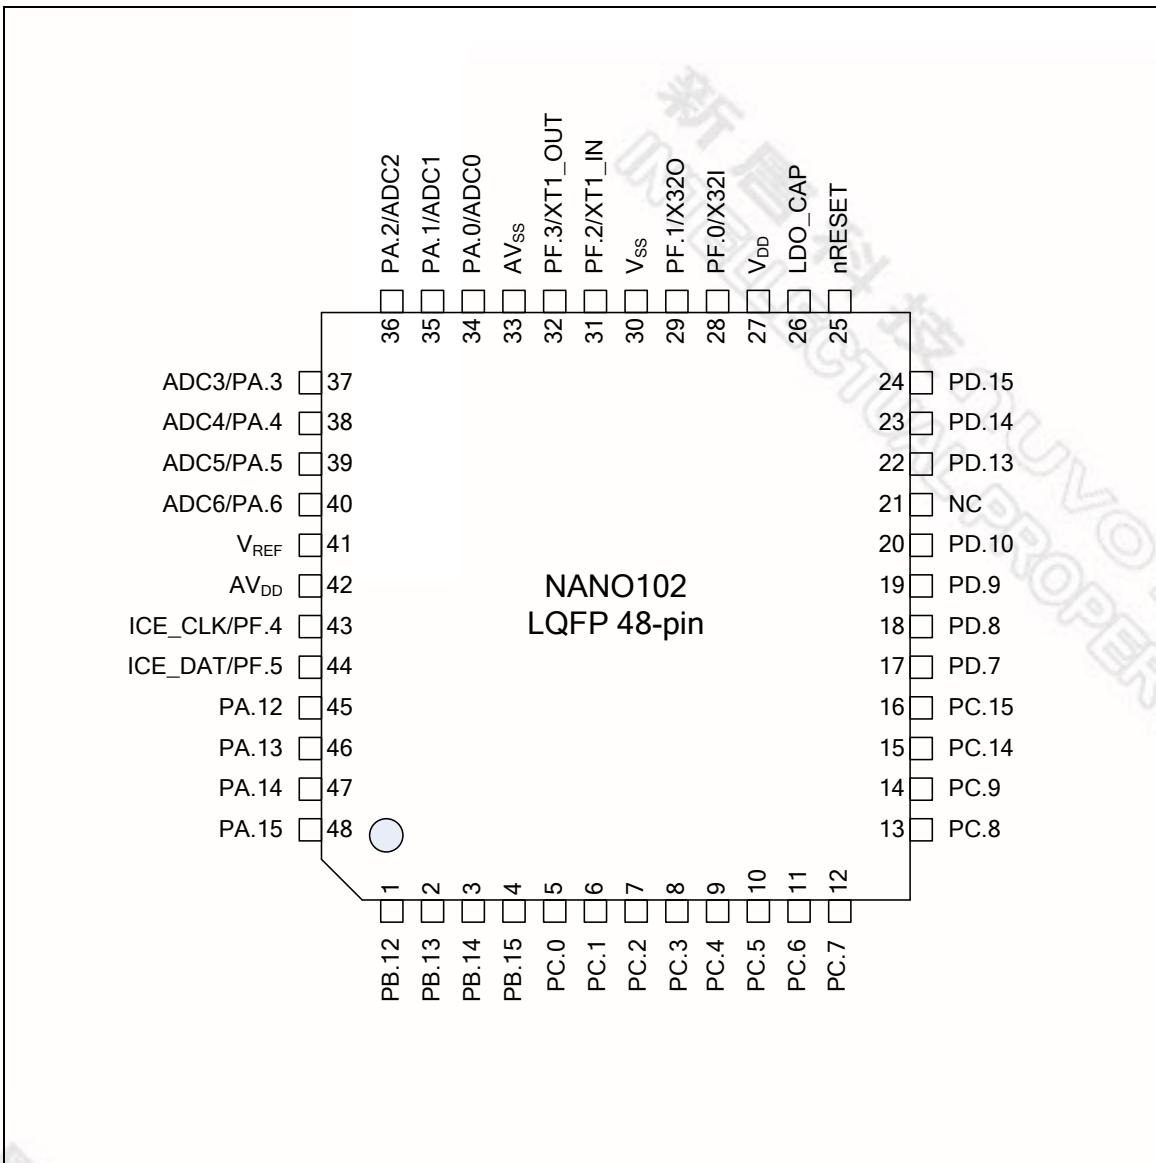 PA.2/ADC2
PA.1/ADC1
PA.0/ADC0
AVSS
PF.3/XT1_OUT
PF.2/XT1_IN
VSS
PF.1/X32O
PF.0/X32I
VDD
LDO_CAP
nRESET
36
35
34
33
32
31
30
29
28
27
26
25
ADC3/PA.3 37
ADC4/PA.4 38
ADC5/PA.5 39
ADC6/PA.6 40
VREF 41
AVDD 42
ICE_CLK/PF.4 43
ICE_DAT/PF.5 44
PA.12 45
PA.13 46
PA.14 47
PA.15 48
NANO102
LQFP 48-pin
24 PD.15
23 PD.14
22 PD.13
21 NC
20 PD.10
19 PD.9
18 PD.8
17 PD.7
16 PC.15
15 PC.14
14 PC.9
13 PC.8
1
2
3
4
5
6
7
8
9
10
11
12
PB.12
PB.13
PB.14
PB.15
PC.0
PC.1
PC.2
PC.3
PC.4
PC.5
PC.6
PC.7
新唐科技
INTELLECTUAL